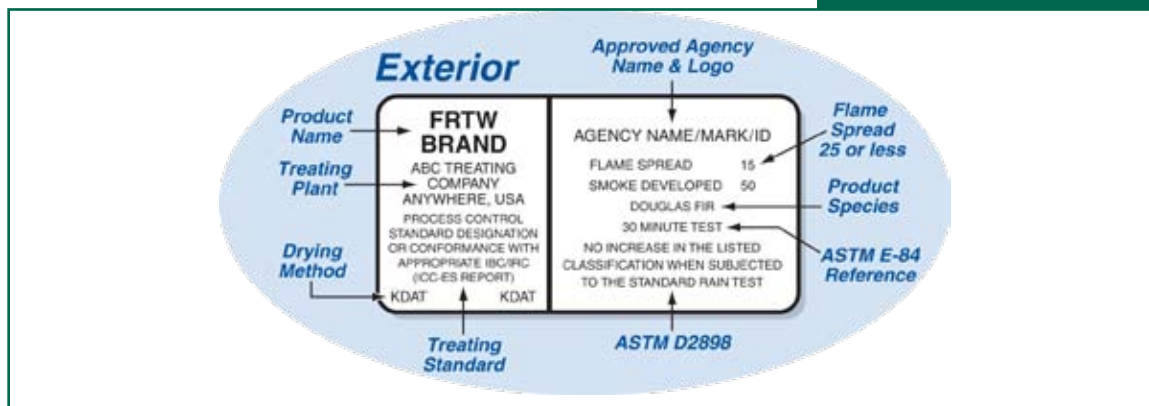 Exterior
Approved Agency
Name & Logo
Product
Name
FRTW
BRAND
Treating
Plant
ABC TREATING
COMPANY
ANYWHERE, USA
PROCESS CONTROL
STANDARD DESIGNATION
OR CONFORMANCE WITH
APPROPRIATE IBC/IRC
(ICC-ES REPORT)
Drying
Method
KDAT KDAT
Treating
Standard
AGENCY NAME/MARK/ID
FLAME SPREAD 15
SMOKE DEVELOPED 50
DOUGLAS FIR
30 MINUTE TEST
NO INCREASE IN THE LISTED
CLASSIFICATION WHEN SUBJECTED
TO THE STANDARD RAIN TEST
Flame
Spread
25 or less
Product
Species
ASTM E-84
Reference
ASTM D2898